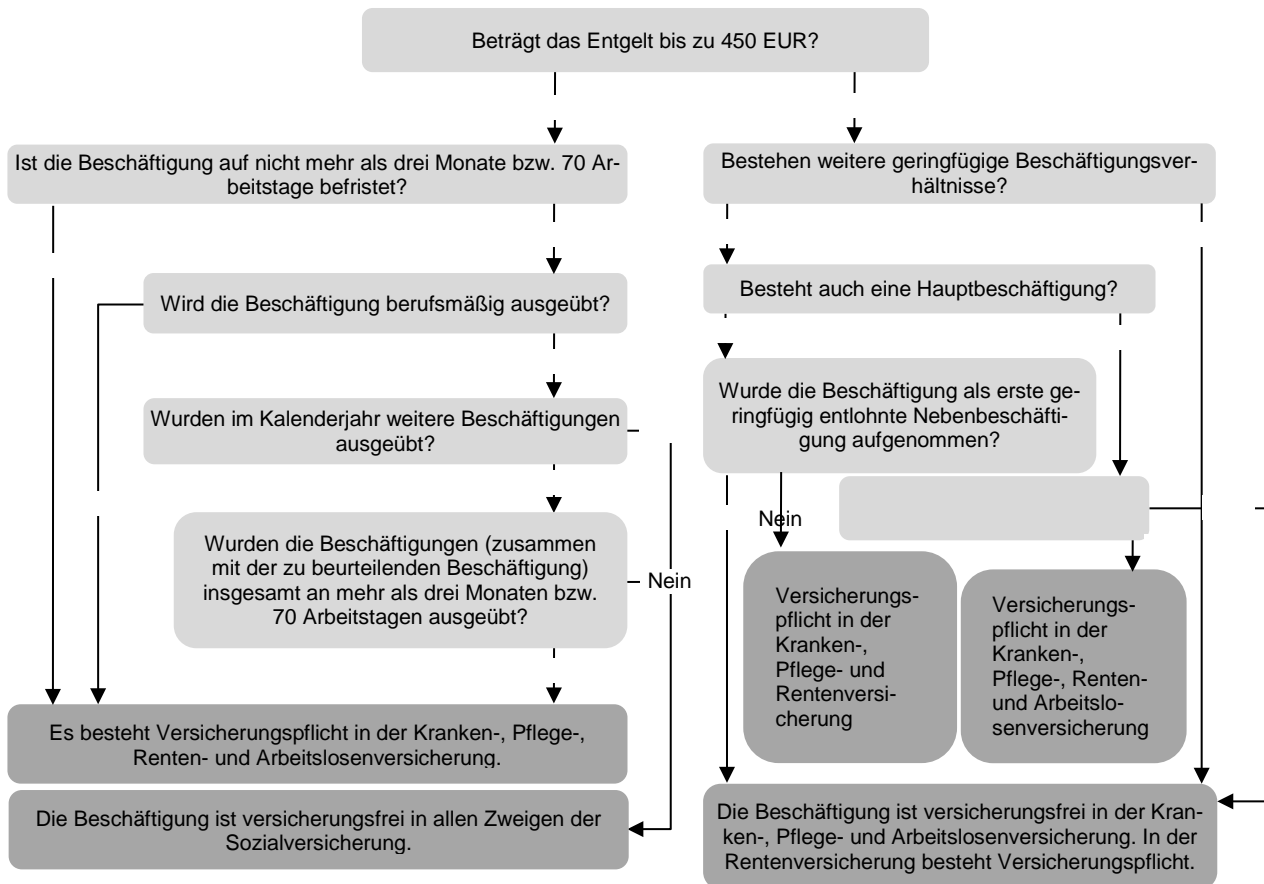 Beträgt das Entgelt bis zu 450 EUR?
Ist die Beschäftigung auf nicht mehr als drei Monate bzw. 70 Ar-
beitstage befristet?
Wird die Beschäftigung berufsmäßig ausgeübt?
Wurden im Kalenderjahr weitere Beschäftigungen
ausgeübt?
Wurden die Beschäftigungen (zusammen
mit der zu beurteilenden Beschäftigung)
insgesamt an mehr als drei Monaten bzw.
70 Arbeitstagen ausgeübt?
Nein
Es besteht Versicherungspflicht in der Kranken-, Pflege-,
Renten- und Arbeitslosenversicherung.
Die Beschäftigung ist versicherungsfrei in allen Zweigen der
Sozialversicherung.
Bestehen weitere geringfügige Beschäftigungsver-
hältnisse?
Besteht auch eine Hauptbeschäftigung?
Wurde die Beschäftigung als erste ge-
ringfügig entlohnte Nebenbeschäfti-
gung aufgenommen?
Nein
Versicherungs-
pflicht in der
Kranken-,
Pflege- und
Rentenversi-
cherung
Versicherungs-
pflicht in der
Kranken-,
Pflege-, Renten-
und Arbeitslo-
senversicherung
Die Beschäftigung ist versicherungsfrei in der Kran-
ken-, Pflege- und Arbeitslosenversicherung. In der
Rentenversicherung besteht Versicherungspflicht.